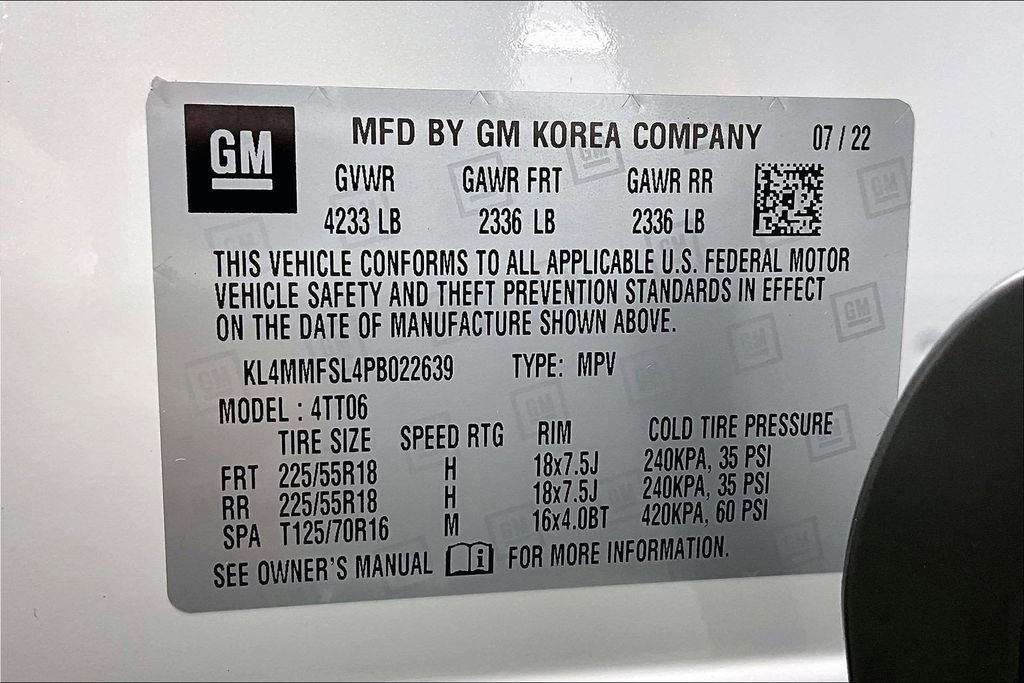 GM
MFD BY GM KOREA COMPANY 07 / 22
GVWR GAWR FRT GAWR RR
4233 LB 2336 LB 2336 LB
THIS VEHICLE CONFORMS TO ALL APPLICABLE U.S. FEDERAL MOTOR
VEHICLE SAFETY AND THEFT PREVENTION STANDARDS IN EFFECT
ON THE DATE OF MANUFACTURE SHOWN ABOVE.
KL4MMFSL4PB022639 TYPE: MPV
MODEL : 4TT06
TIRE SIZE SPEED RTG RIM COLD TIRE PRESSURE
FRT 225/55R18 H 18x7.5J 240KPA, 35 PSI
RR 225/55R18 H 18x7.5J 240KPA, 35 PSI
SPA T125/70R16 M 16x4.0BT 420KPA, 60 PSI
SEE OWNER'S MANUAL i FOR MORE INFORMATION.